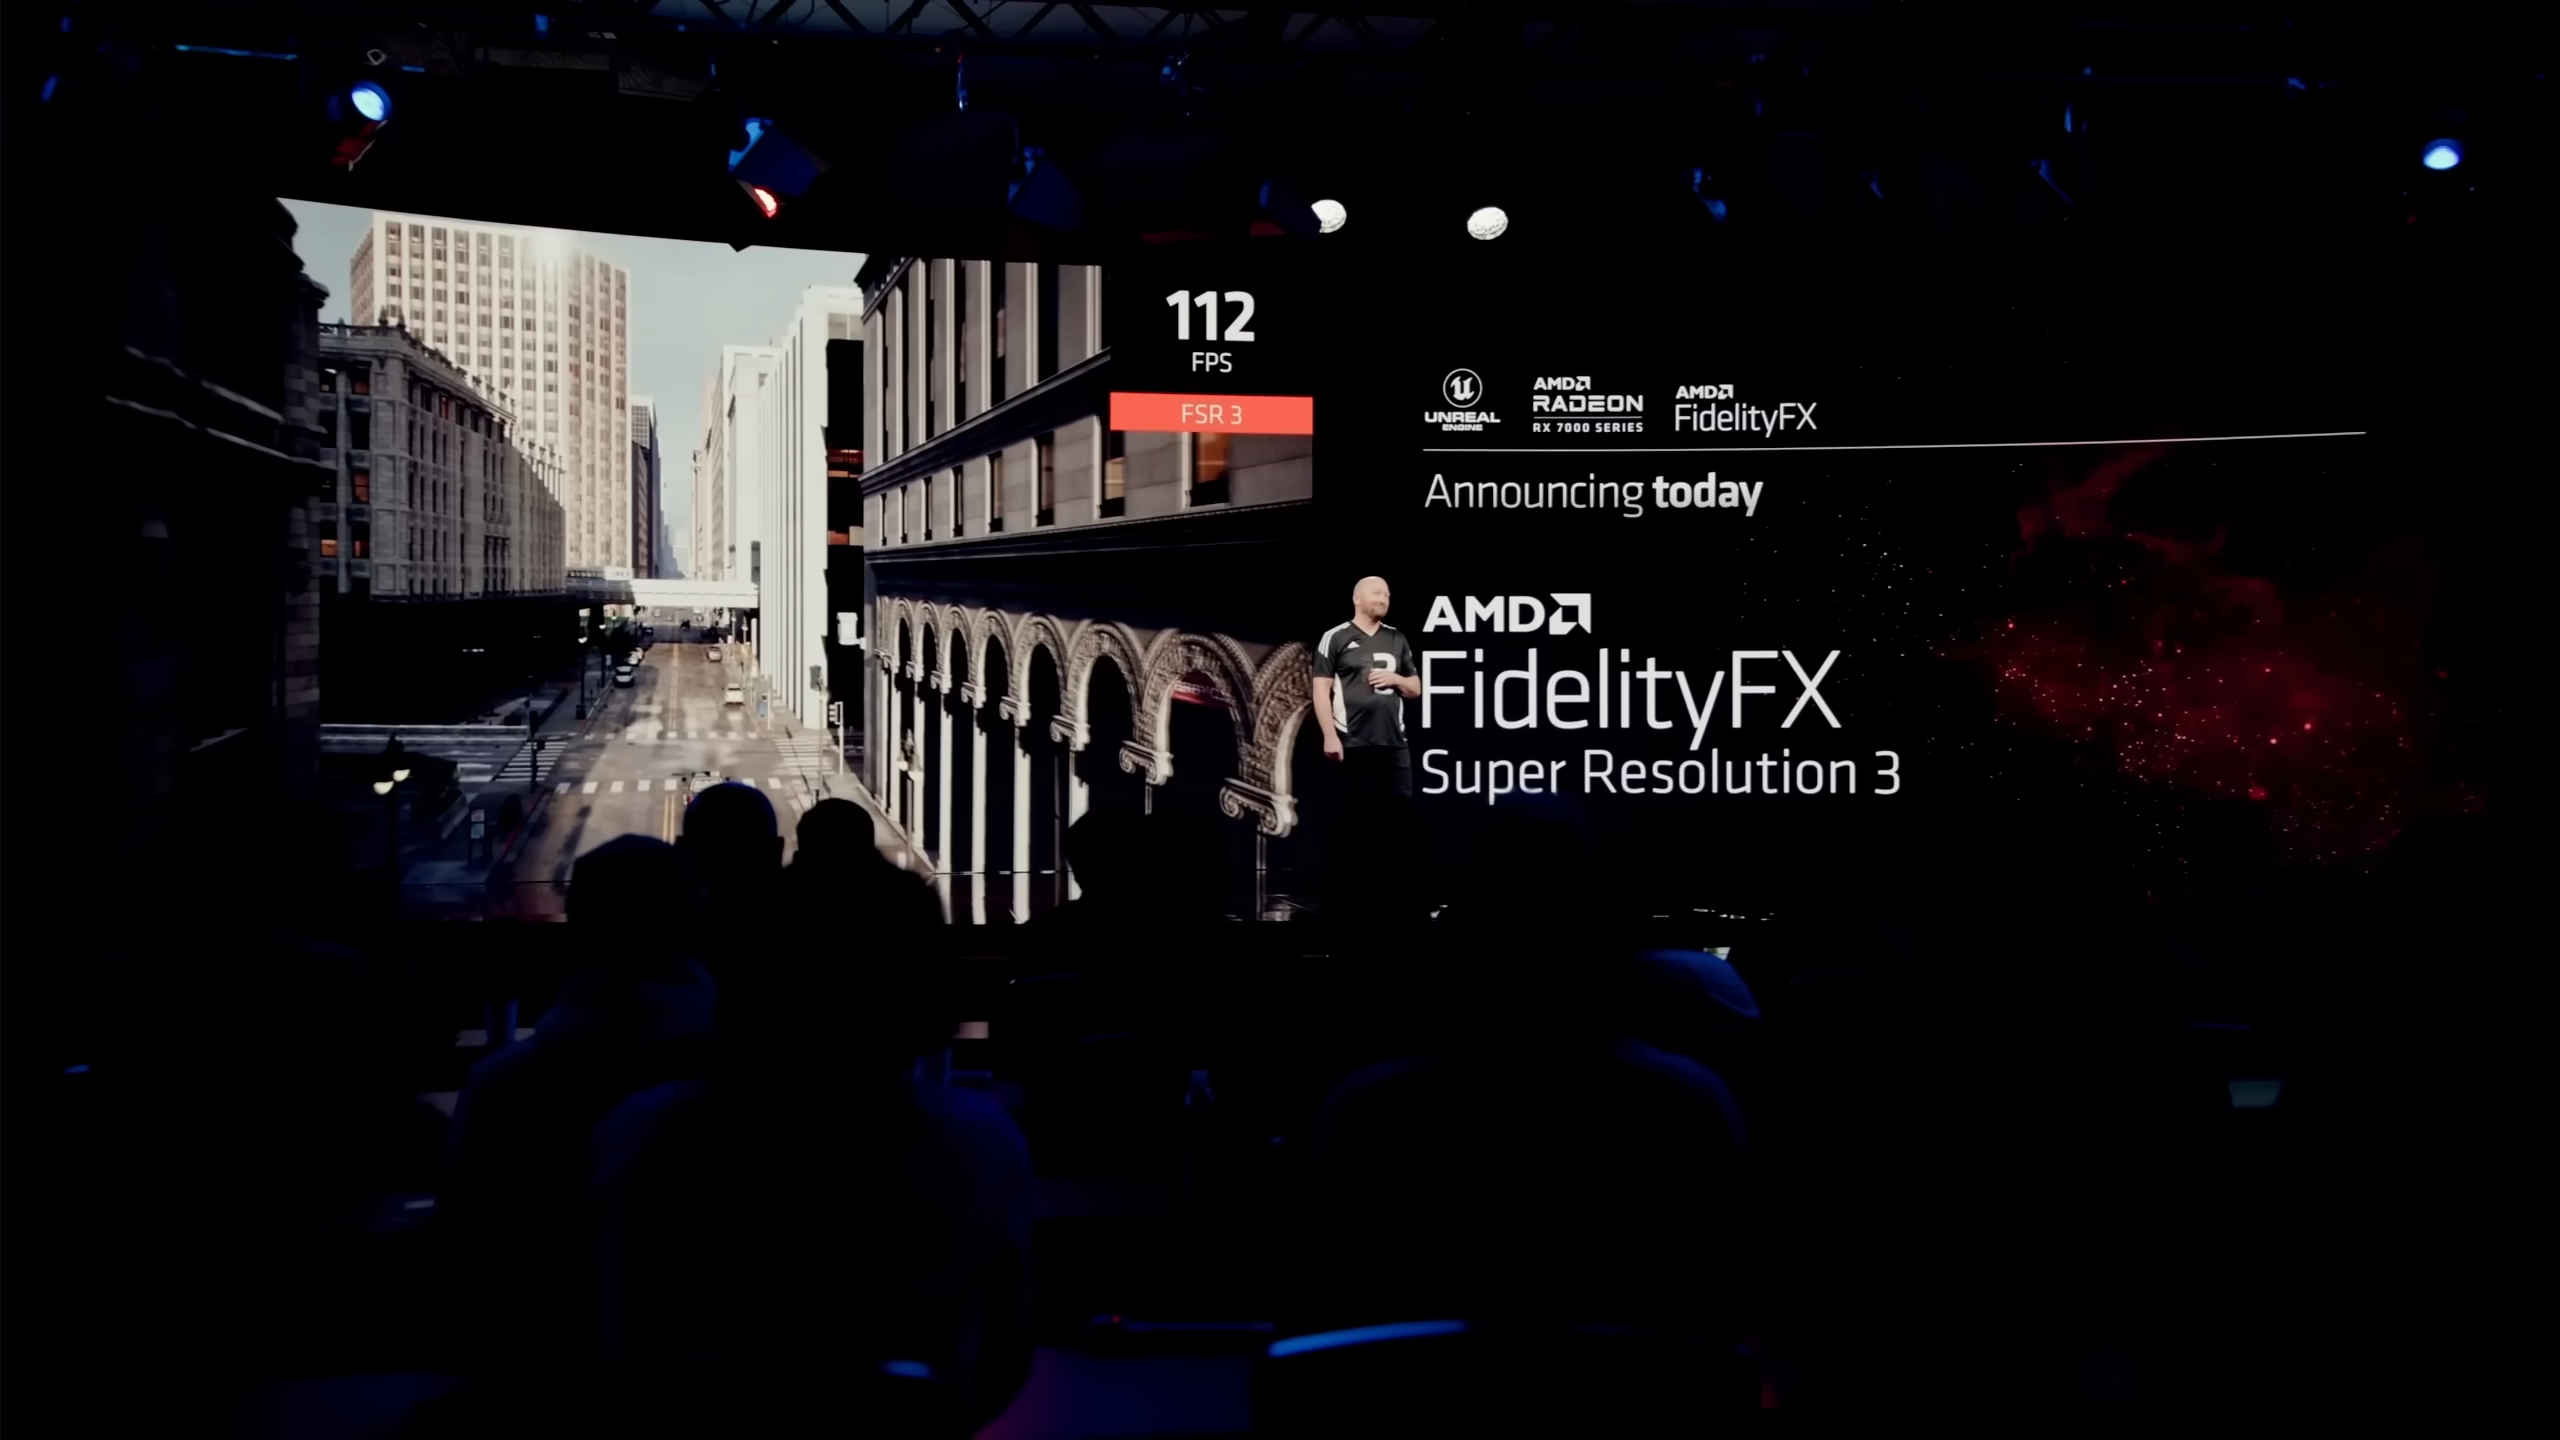 112
FPS
FSR 3
UNREAL
ENGINE
AMD
RADEON
RX 7000 SERIES
AMD
FidelityFX
Announcing today
AMD
FidelityFX
Super Resolution 3